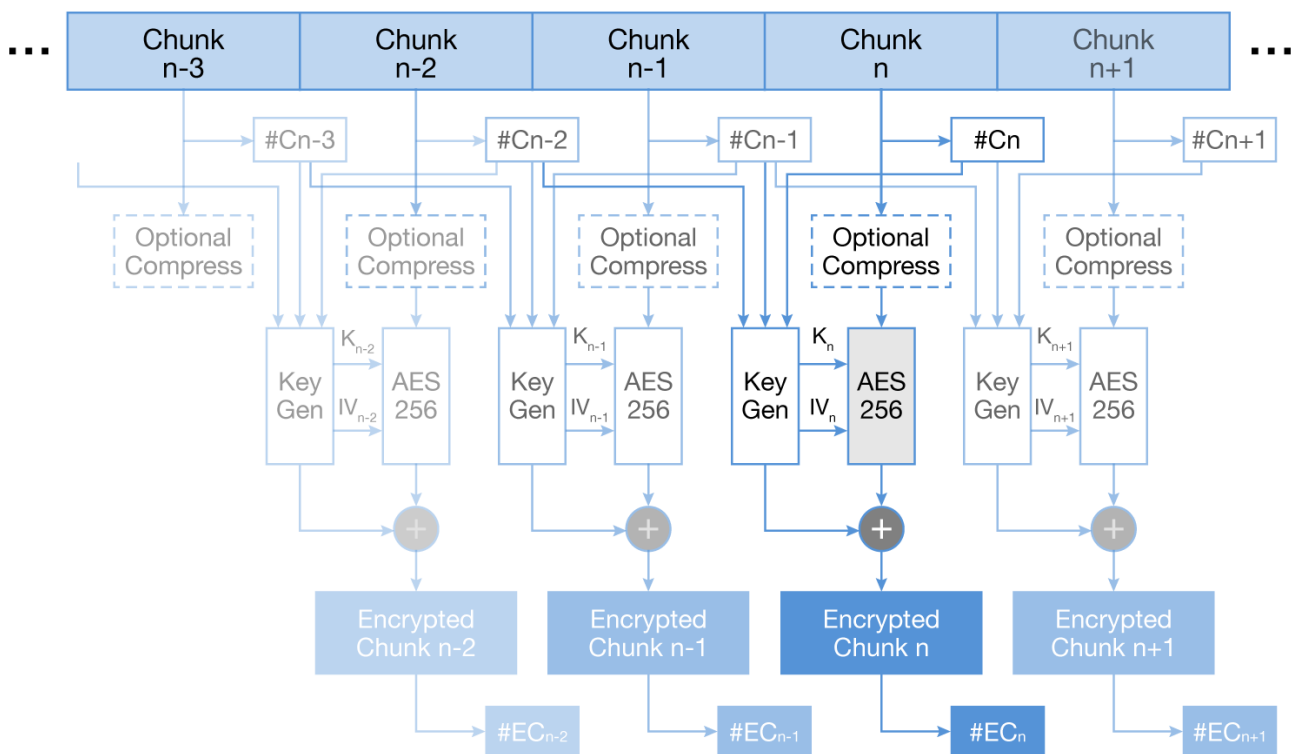 ... Chunk n-3 Chunk n-2 Chunk n-1 Chunk n Chunk n+1 ...
#Cn-3 #Cn-2 #Cn-1 #Cn #Cn+1
Optional Optional Optional Optional Optional
Compress Compress Compress Compress Compress
Kn-2 Kn-1 Kn Kn+1
Key AES Key AES Key AES Key AES
Gen IVn-2 256 Gen IVn-1 256 Gen IVn 256 Gen IVn+1 256
+ + + +
Encrypted Encrypted Encrypted Encrypted
Chunk n-2 Chunk n-1 Chunk n Chunk n+1
#ECn-2 #ECn-1 #ECn #ECn+1